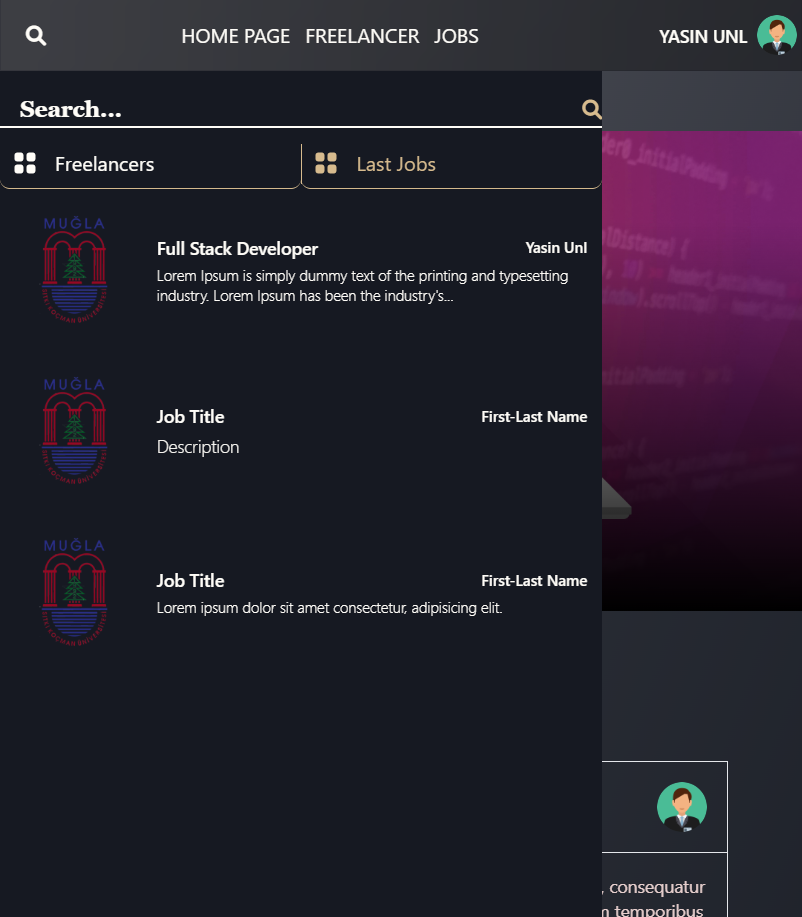 HOME PAGE FREELANCER JOBS YASIN UNL
Search...
Freelancers Last Jobs
MUĞLA
Full Stack Developer Yasin Unl
Lorem Ipsum is simply dummy text of the printing and typesetting
industry. Lorem Ipsum has been the industry's...
MUĞLA
Job Title First-Last Name
Description
MUĞLA
Job Title First-Last Name
Lorem ipsum dolor sit amet consectetur, adipisicing elit.
, consequatur
temporibus